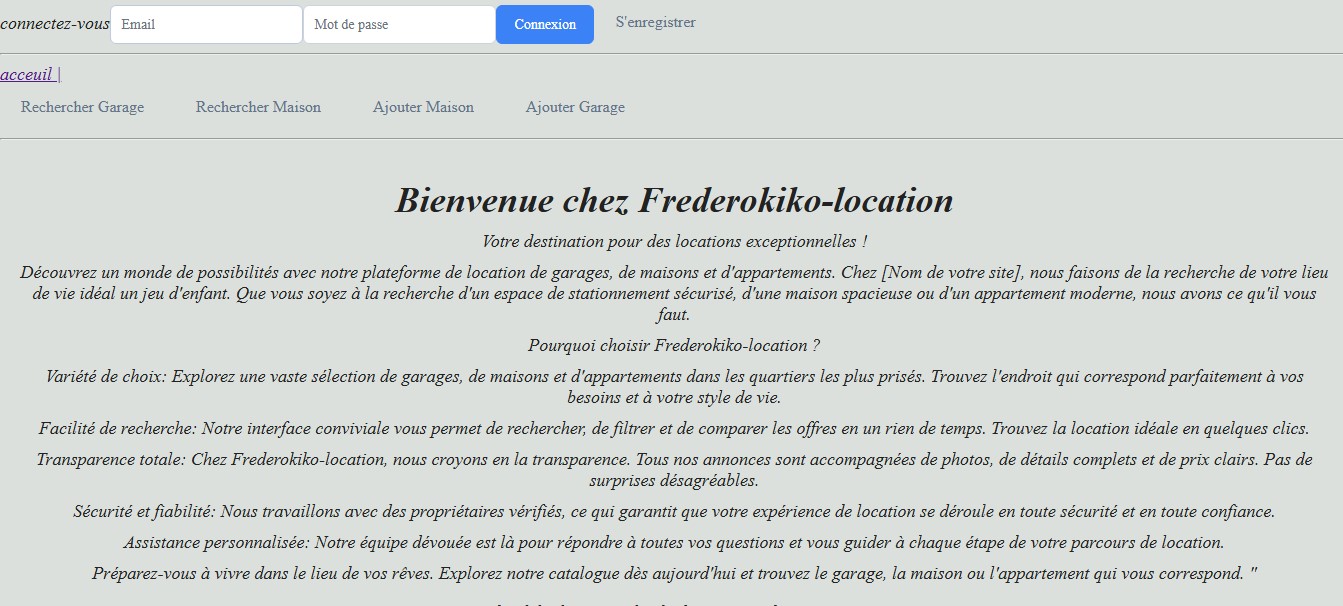 connectez-vous Email Mot de passe Connexion S'enregistrer
acceuil |
Rechercher Garage Rechercher Maison Ajouter Maison Ajouter Garage
Bienvenue chez Frederokiko-location
Votre destination pour des locations exceptionnelles !
Découvrez un monde de possibilités avec notre plateforme de location de garages, de maisons et d'appartements. Chez [Nom de votre site], nous faisons de la recherche de votre lieu
de vie idéal un jeu d'enfant. Que vous soyez à la recherche d'un espace de stationnement sécurisé, d'une maison spacieuse ou d'un appartement moderne, nous avons ce qu'il vous
faut.
Pourquoi choisir Frederokiko-location ?
Variété de choix: Explorez une vaste sélection de garages, de maisons et d'appartements dans les quartiers les plus prisés. Trouvez l'endroit qui correspond parfaitement à vos
besoins et à votre style de vie.
Facilité de recherche: Notre interface conviviale vous permet de rechercher, de filtrer et de comparer les offres en un rien de temps. Trouvez la location idéale en quelques clics.
Transparence totale: Chez Frederokiko-location, nous croyons en la transparence. Tous nos annonces sont accompagnées de photos, de détails complets et de prix clairs. Pas de
surprises désagréables.
Sécurité et fiabilité: Nous travaillons avec des propriétaires vérifiés, ce qui garantit que votre expérience de location se déroule en toute sécurité et en toute confiance.
Assistance personnalisée: Notre équipe dévouée est là pour répondre à toutes vos questions et vous guider à chaque étape de votre parcours de location.
Préparez-vous à vivre dans le lieu de vos rêves. Explorez notre catalogue dès aujourd'hui et trouvez le garage, la maison ou l'appartement qui vous correspond. "